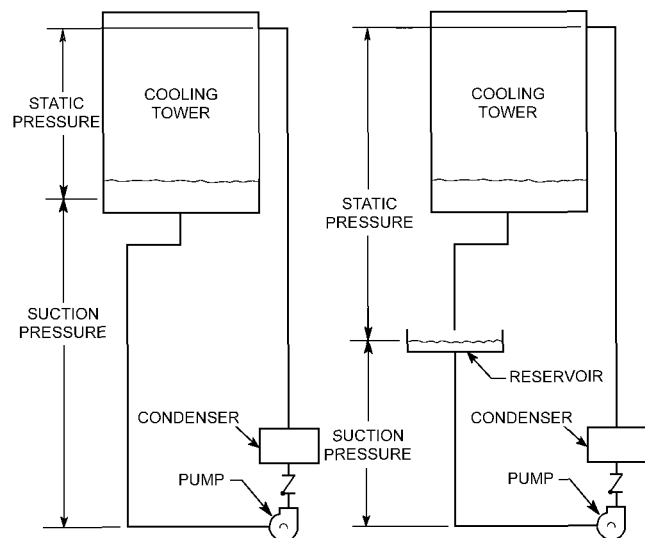 COOLING
TOWER
STATIC
PRESSURE
SUCTION
PRESSURE
CONDENSER
PUMP
COOLING
TOWER
STATIC
PRESSURE
RESERVOIR
SUCTION
PRESSURE
CONDENSER
PUMP